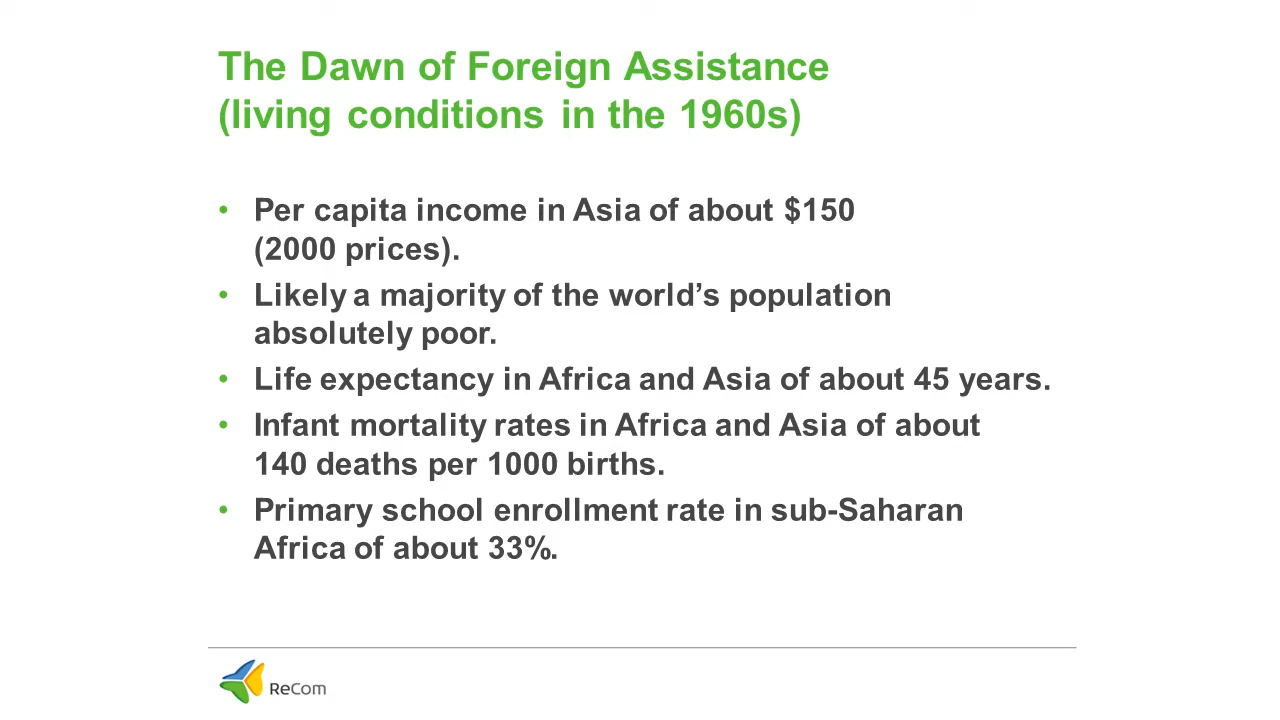 The Dawn of Foreign Assistance
(living conditions in the 1960s)
• Per capita income in Asia of about $150
(2000 prices).
• Likely a majority of the world’s population
absolutely poor.
• Life expectancy in Africa and Asia of about 45 years.
• Infant mortality rates in Africa and Asia of about
140 deaths per 1000 births.
• Primary school enrollment rate in sub-Saharan
Africa of about 33%.
ReCom